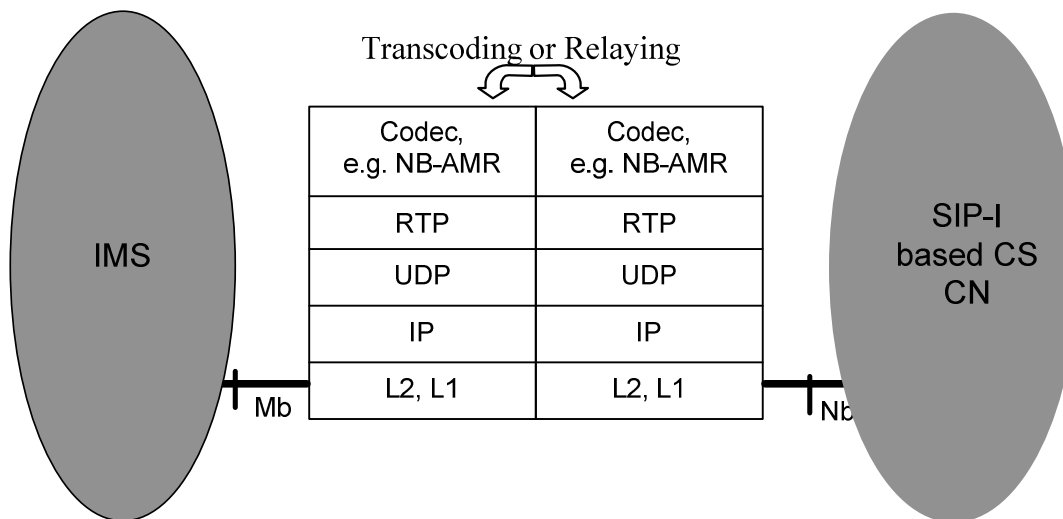 Transcoding or Relaying
IMS
Codec,
e.g. NB-AMR
RTP
UDP
IP
L2, L1
Mb
Codec,
e.g. NB-AMR
RTP
UDP
IP
L2, L1
Nb
SIP-I
based CS
CN